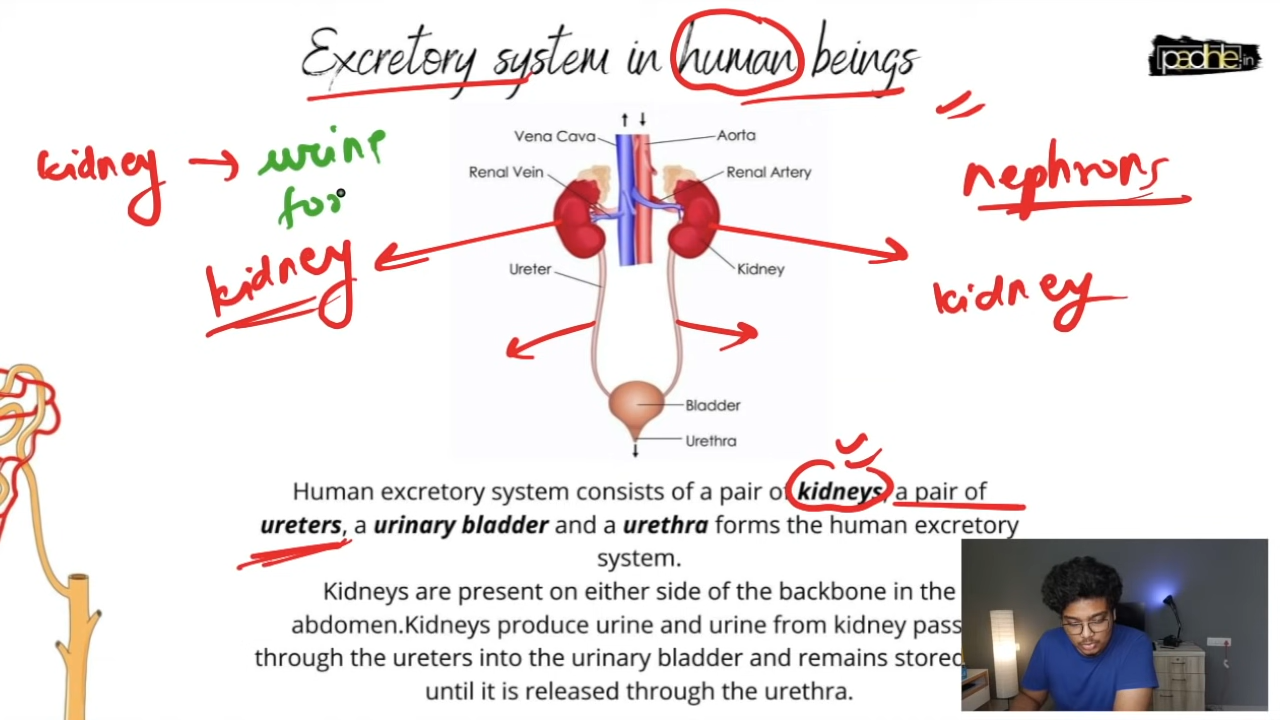 Excretory system in human beings
padhle.in
kidney → urine
for
kidney
nephrons
kidney
Vena Cava
Aorta
Renal Vein
Renal Artery
Ureter
Kidney
Bladder
Urethra
Human excretory system consists of a pair of kidneys, a pair of
ureters, a urinary bladder and a urethra forms the human excretory
system.
Kidneys are present on either side of the backbone in the
abdomen.Kidneys produce urine and urine from kidney pass
through the ureters into the urinary bladder and remains stored
until it is released through the urethra.